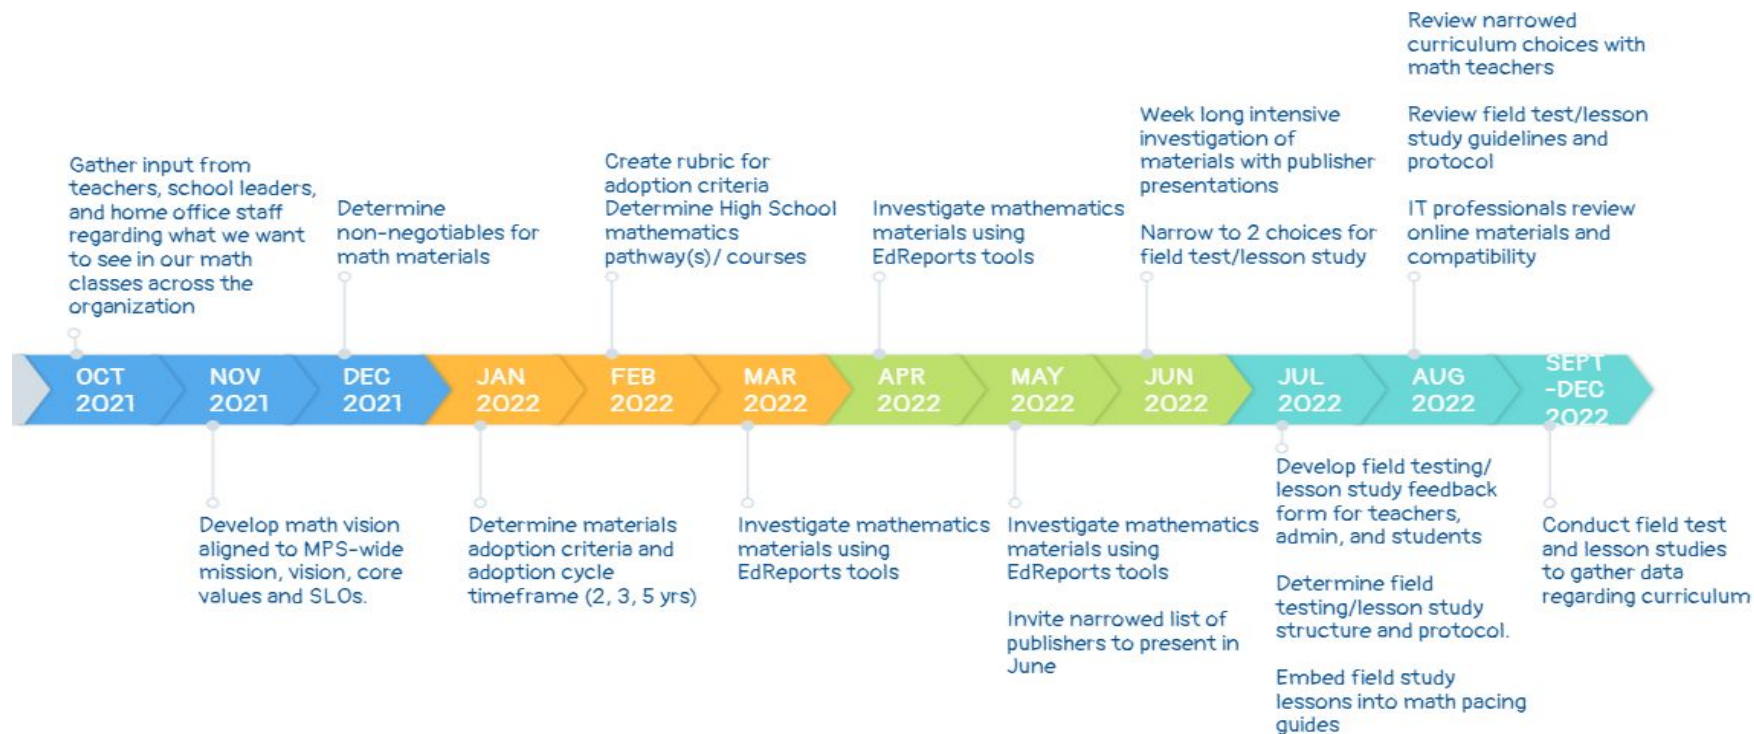 Gather input from
teachers, school leaders,
and home office staff
regarding what we want
to see in our math
classes across the
organization
Determine
non-negotiables for
math materials
Create rubric for
adoption criteria
Determine High School
mathematics
pathway(s)/ courses
Investigate mathematics
materials using
EdReports tools
Week long intensive
investigation of
materials with publisher
presentations
Narrow to 2 choices for
field test/lesson study
Review narrowed
curriculum choices with
math teachers
Review field test/lesson
study guidelines and
protocol
IT professionals review
online materials and
compatibility
OCT
2021
NOV
2021
DEC
2021
JAN
2022
FEB
2022
MAR
2022
APR
2022
MAY
2022
JUN
2022
JUL
2022
AUG
2022
SEPT
-DEC
2022
Develop math vision
aligned to MPS-wide
mission, vision, core
values and SLOs.
Determine materials
adoption criteria and
adoption cycle
timeframe (2, 3, 5 yrs)
Investigate mathematics
materials using
EdReports tools
Investigate mathematics
materials using
EdReports tools
Invite narrowed list of
publishers to present in
June
Develop field testing/
lesson study feedback
form for teachers,
admin, and students
Determine field
testing/lesson study
structure and protocol.
Embed field study
lessons into math pacing
guides
Conduct field test
and lesson studies
to gather data
regarding curriculum